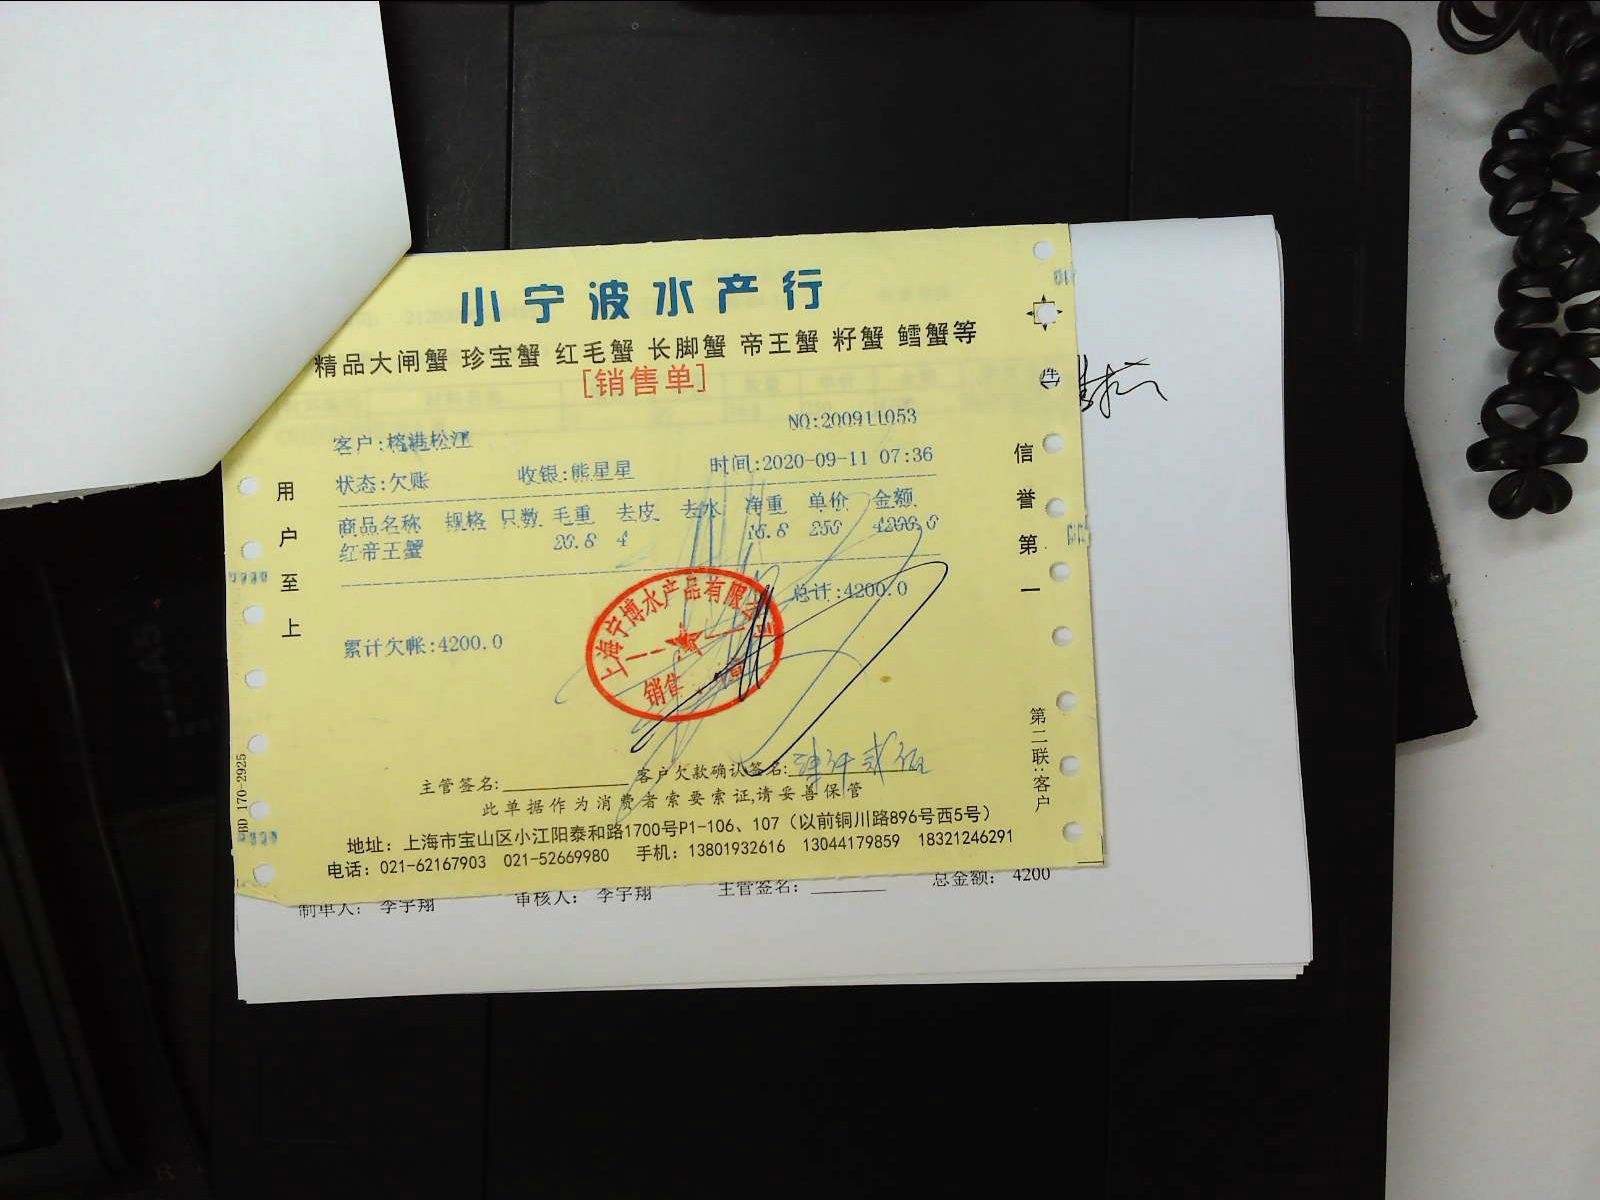 小宁波水产行
精品大闸蟹 珍宝蟹 红毛蟹 长脚蟹 帝王蟹 籽蟹 鳕蟹等
[销售单]
NO:200911053
客户:榕港松江
状态:欠账 收银:熊星星 时间:2020-09-11 07:36
商品名称 规格 只数 毛重 去皮 去水 净重 单价 金额
红帝王蟹 20.8 4 16.8 250 4200.0
总计:4200.0
累计欠帐:4200.0
上海宁博水产品有限公司
销售
主管签名: 客户欠款确认签名:
此单据作为消费者索要索证,请妥善保管
地址：上海市宝山区小江阳泰和路1700号P1-106、107（以前铜川路896号西5号）
电话：021-62167903 021-52669980 手机：13801932616 13044179859 18321246291
用户至上
信誉第一
第二联:客户
HD 170-2925
制单人： 李宇翔 审核人： 李宇翔 主管签名： 总金额： 4200